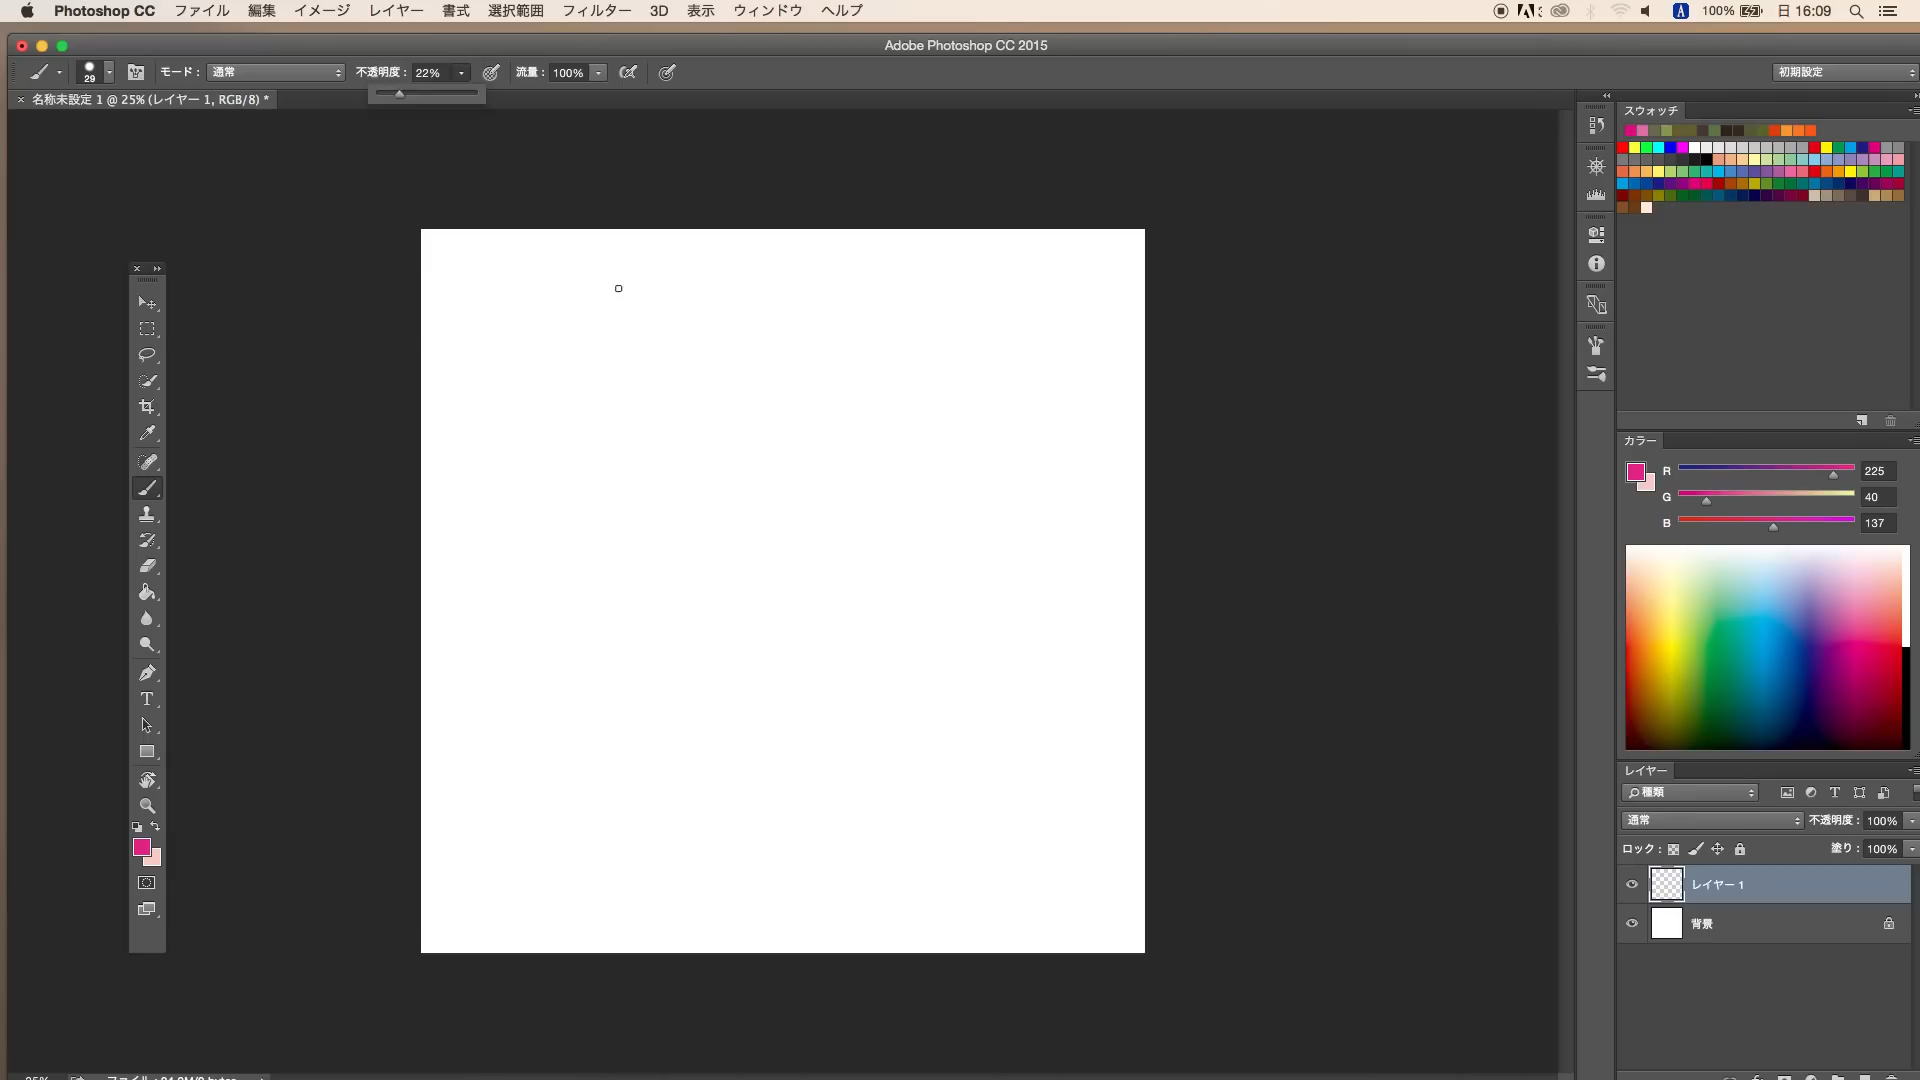 Photoshop CC ファイル 編集 イメージ レイヤー 書式 選択範囲 フィルター 3D 表示 ウィンドウ ヘルプ A 100% 日 16:09
Adobe Photoshop CC 2015
29 モード： 通常 不透明度： 22% 流量： 100% 初期設定
× 名称未設定 1 @ 25% (レイヤー 1, RGB/8) *
スウォッチ
カラー
R 225
G 40
B 137
T
レイヤー
種類 T
通常 不透明度： 100%
ロック： 塗り： 100%
レイヤー 1
背景